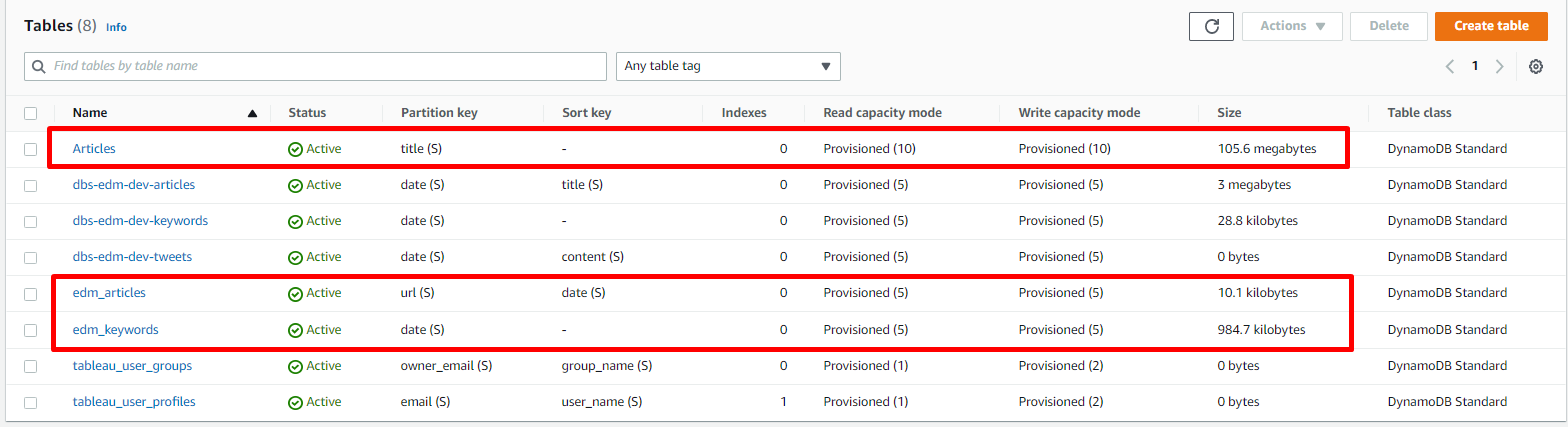 Tables (8) Info
Actions Delete Create table
Find tables by table name Any table tag 1
Name Status Partition key Sort key Indexes Read capacity mode Write capacity mode Size Table class
Articles Active title (S) - 0 Provisioned (10) Provisioned (10) 105.6 megabytes DynamoDB Standard
dbs-edm-dev-articles Active date (S) title (S) 0 Provisioned (5) Provisioned (5) 3 megabytes DynamoDB Standard
dbs-edm-dev-keywords Active date (S) - 0 Provisioned (5) Provisioned (5) 28.8 kilobytes DynamoDB Standard
dbs-edm-dev-tweets Active date (S) content (S) 0 Provisioned (5) Provisioned (5) 0 bytes DynamoDB Standard
edm_articles Active url (S) date (S) 0 Provisioned (5) Provisioned (5) 10.1 kilobytes DynamoDB Standard
edm_keywords Active date (S) - 0 Provisioned (5) Provisioned (5) 984.7 kilobytes DynamoDB Standard
tableau_user_groups Active owner_email (S) group_name (S) 0 Provisioned (1) Provisioned (2) 0 bytes DynamoDB Standard
tableau_user_profiles Active email (S) user_name (S) 1 Provisioned (1) Provisioned (2) 0 bytes DynamoDB Standard